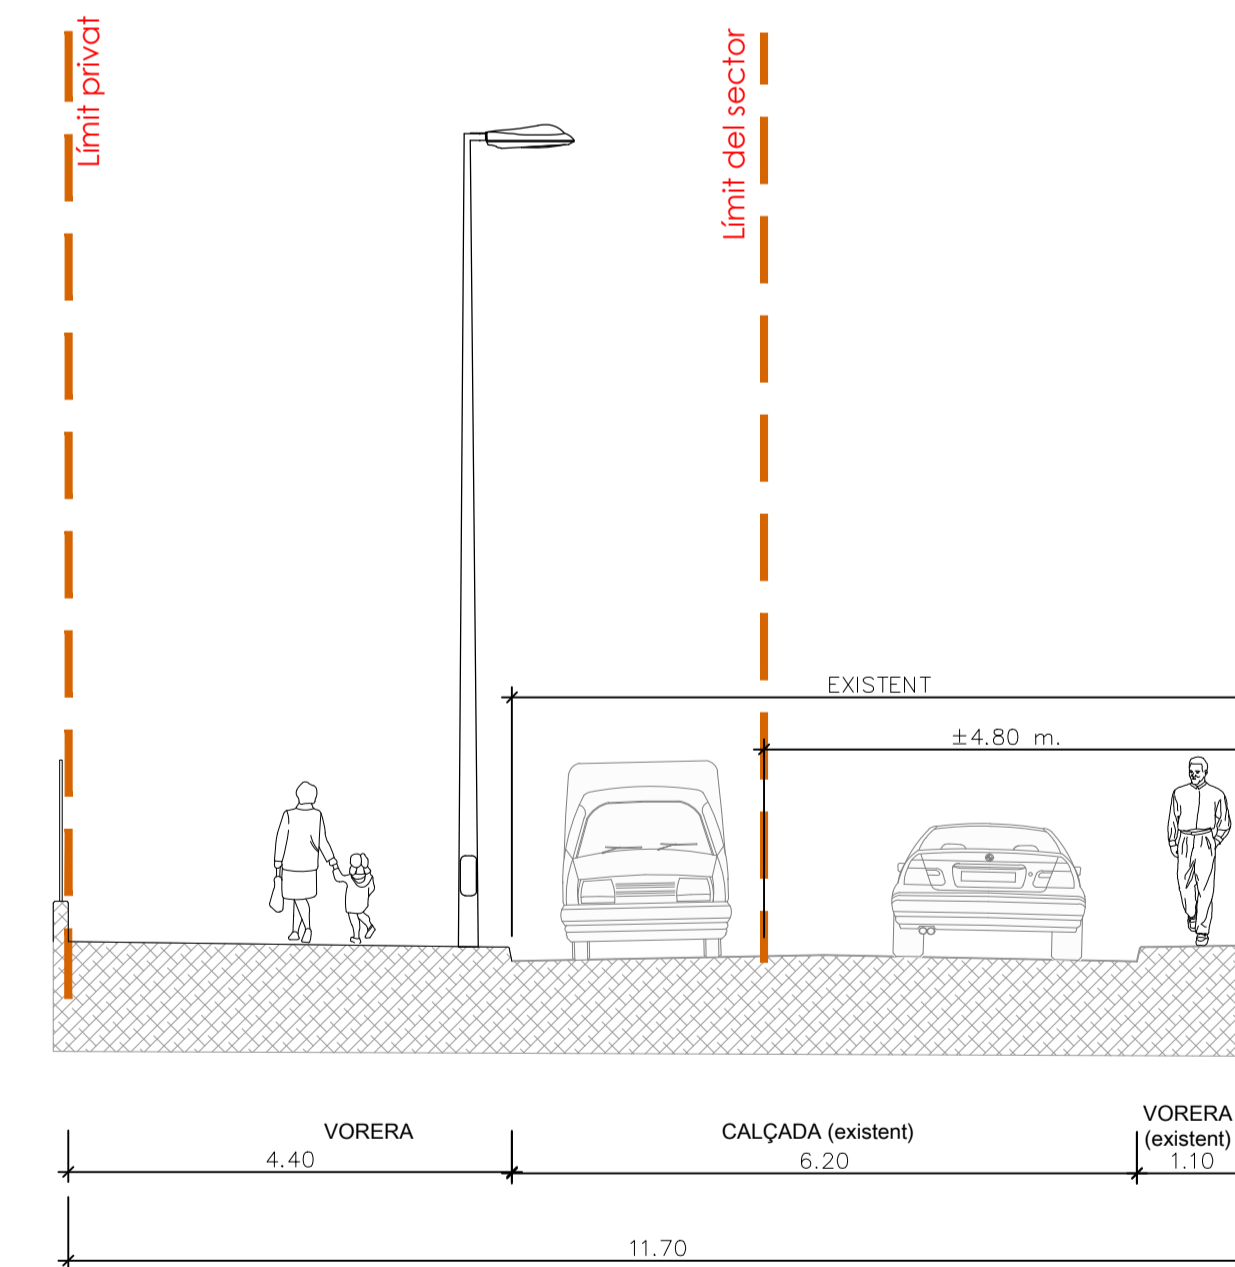 Límit privat
Límit del sector
EXISTENT
±4.80 m.
VORERA
4.40
CALÇADA (existent)
6.20
VORERA
(existent)
1.10
11.70